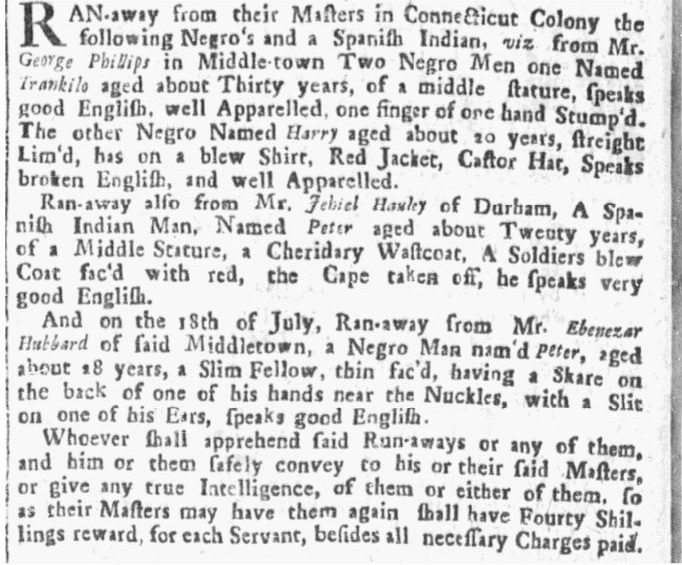 RAN-away from their Maſters in Connecticut Colony the
following Negro's and a Spaniſh Indian, viz from Mr.
George Phillips in Middle-town Two Negro Men one Named
Trankilo aged about Thirty years, of a middle ſtature, ſpeaks
good Engliſh, well Apparelled, one finger of one hand Stump'd.
The other Negro Named Harry aged about 20 years, ſtreight
Lim'd, has on a blew Shirt, Red Jacket, Caſtor Hat, Speaks
broken Engliſh, and well Apparelled.
Ran-away alſo from Mr. Jehiel Hauley of Durham, A Spa-
niſh Indian Man, Named Peter aged about Twenty years,
of a Middle Stature, a Cheridary Waſtcoat, A Soldiers blew
Coat fac'd with red, the Cape taken off, he ſpeaks very
good Engliſh.
And on the 18th of July, Ran-away from Mr. Ebenezar
Hubbard of ſaid Middletown, a Negro Man nam'd Peter, aged
about 28 years, a Slim Fellow, thin fac'd, having a Skare on
the back of one of his hands near the Nuckles, with a Slit
on one of his Ears, ſpeaks good Engliſh.
Whoever ſhall apprehend ſaid Run-aways or any of them,
and him or them ſafely convey to his or their ſaid Maſters,
or give any true Intelligence, of them or either of them, ſo
as their Maſters may have them again ſhall have Fourty Shil-
lings reward, for each Servant, beſides all neceſſary Charges paid.